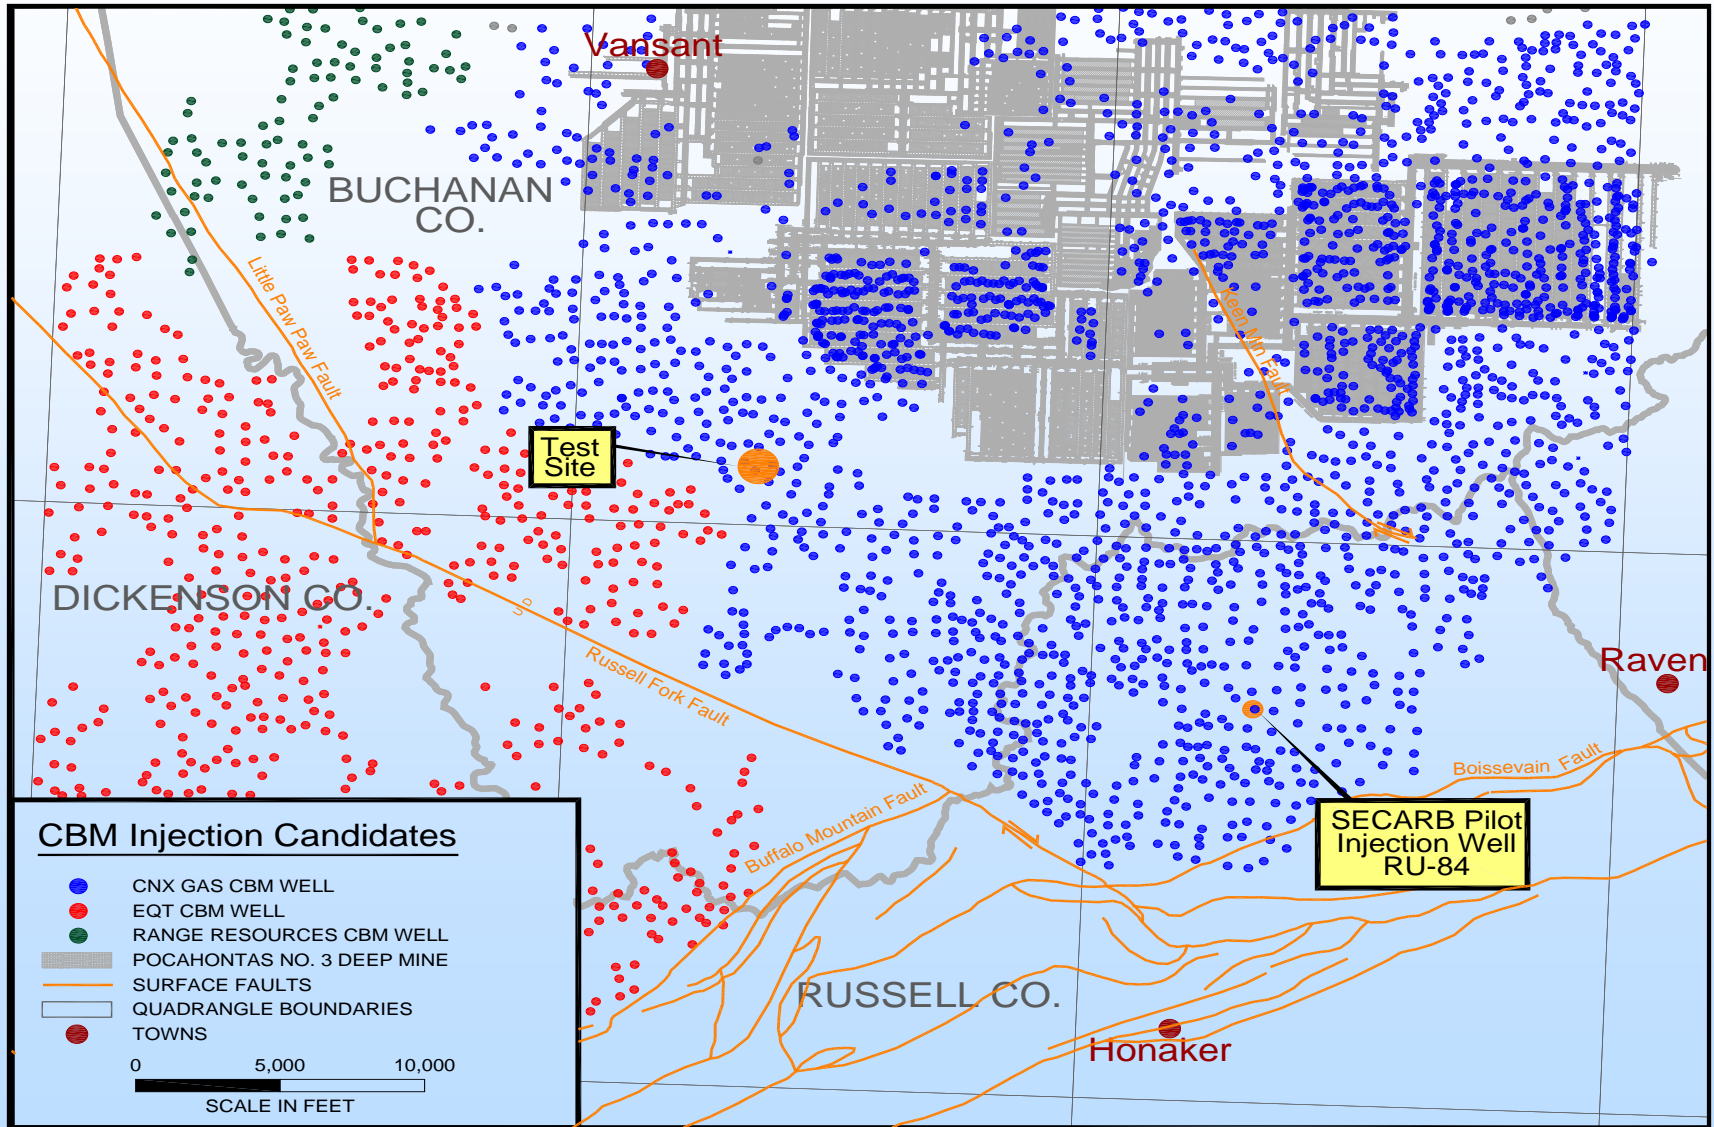 Vansant
BUCHANAN
CO.
Little Paw Paw Fault
Keen Mtn Fault
Test
Site
DICKENSON CO.
U
D
Russell Fork Fault
Raven
Boissevain Fault
Buffalo Mountain Fault
SECARB Pilot
Injection Well
RU-84
RUSSELL CO.
Honaker
CBM Injection Candidates
CNX GAS CBM WELL
EQT CBM WELL
RANGE RESOURCES CBM WELL
POCAHONTAS NO. 3 DEEP MINE
SURFACE FAULTS
QUADRANGLE BOUNDARIES
TOWNS
0 5,000 10,000
SCALE IN FEET